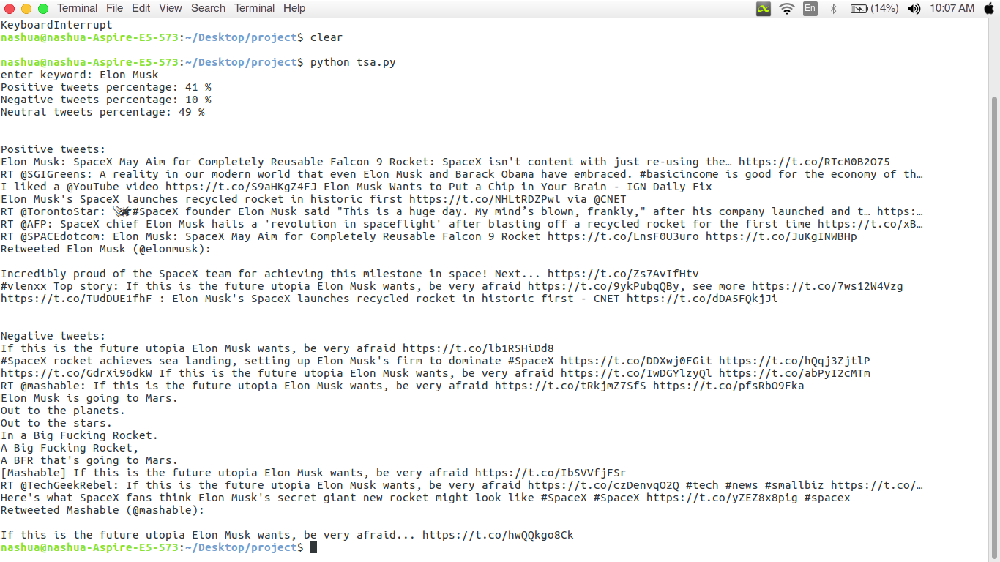 Terminal File Edit View Search Terminal Help En (14%) 10:07 AM
KeyboardInterrupt
nashua@nashua-Aspire-E5-573:~/Desktop/project$ clear
nashua@nashua-Aspire-E5-573:~/Desktop/project$ python tsa.py
enter keyword: Elon Musk
Positive tweets percentage: 41 %
Negative tweets percentage: 10 %
Neutral tweets percentage: 49 %
Positive tweets:
Elon Musk: SpaceX May Aim for Completely Reusable Falcon 9 Rocket: SpaceX isn't content with just re-using the… https://t.co/RTcM0B2O75
RT @SGIGreens: A reality in our modern world that even Elon Musk and Barack Obama have embraced. #basicincome is good for the economy of th…
I liked a @YouTube video https://t.co/S9aHKgZ4FJ Elon Musk Wants to Put a Chip in Your Brain - IGN Daily Fix
Elon Musk's SpaceX launches recycled rocket in historic first https://t.co/NHLtRDZPwl via @CNET
RT @TorontoStar: #SpaceX founder Elon Musk said "This is a huge day. My mind’s blown, frankly," after his company launched and t… https:…
RT @AFP: SpaceX chief Elon Musk hails a 'revolution in spaceflight' after blasting off a recycled rocket for the first time https://t.co/xB…
RT @SPACEdotcom: Elon Musk: SpaceX May Aim for Completely Reusable Falcon 9 Rocket https://t.co/LnsF0U3uro https://t.co/JuKgINWBHp
Retweeted Elon Musk (@elonmusk):
Incredibly proud of the SpaceX team for achieving this milestone in space! Next... https://t.co/Zs7AvIfHtv
#vlenxx Top story: If this is the future utopia Elon Musk wants, be very afraid https://t.co/9ykPubqQBy, see more https://t.co/7ws12W4Vzg
https://t.co/TUdDUE1fhF : Elon Musk's SpaceX launches recycled rocket in historic first - CNET https://t.co/dDA5FQkjJi
Negative tweets:
If this is the future utopia Elon Musk wants, be very afraid https://t.co/lb1RSHiDd8
#SpaceX rocket achieves sea landing, setting up Elon Musk's firm to dominate #SpaceX https://t.co/DDXwj0FGit https://t.co/hQqj3ZjtlP
https://t.co/GdrXi96dkW If this is the future utopia Elon Musk wants, be very afraid https://t.co/IwDGYlzyQl https://t.co/abPyI2cMTm
RT @mashable: If this is the future utopia Elon Musk wants, be very afraid https://t.co/tRkjmZ7SfS https://t.co/pfsRbO9Fka
Elon Musk is going to Mars.
Out to the planets.
Out to the stars.
In a Big Fucking Rocket.
A Big Fucking Rocket,
A BFR that's going to Mars.
[Mashable] If this is the future utopia Elon Musk wants, be very afraid https://t.co/IbSVVfjFSr
RT @TechGeekRebel: If this is the future utopia Elon Musk wants, be very afraid https://t.co/czDenvqO2Q #tech #news #smallbiz https://t.co/…
Here's what SpaceX fans think Elon Musk's secret giant new rocket might look like #SpaceX #SpaceX https://t.co/yZEZ8x8pig #spacex
Retweeted Mashable (@mashable):
If this is the future utopia Elon Musk wants, be very afraid... https://t.co/hwQQkgo8Ck
nashua@nashua-Aspire-E5-573:~/Desktop/project$